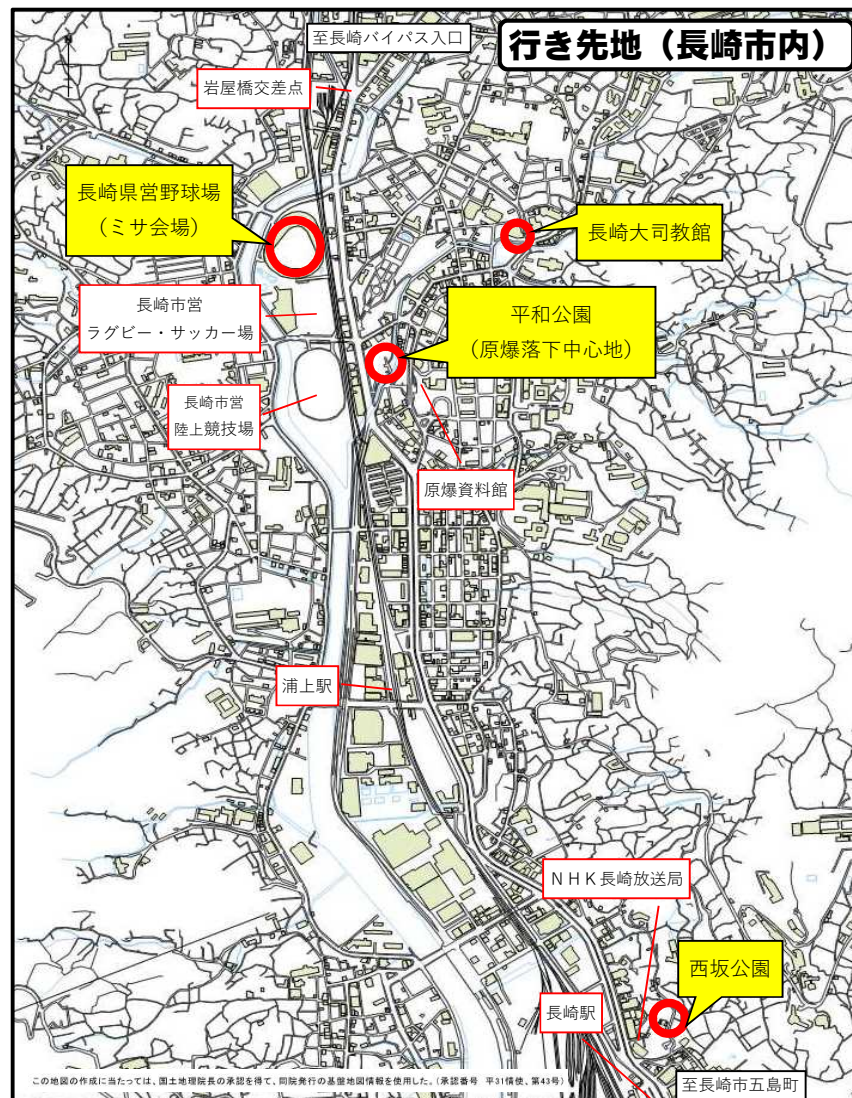 至長崎バイパス入口
行き先地（長崎市内）
岩屋橋交差点
長崎県営野球場
（ミサ会場）
長崎大司教館
長崎市営
ラグビー・サッカー場
平和公園
（原爆落下中心地）
長崎市営
陸上競技場
原爆資料館
浦上駅
ＮＨＫ長崎放送局
西坂公園
長崎駅
至長崎市五島町
この地図の作成に当たっては、国土地理院長の承認を得て、同院発行の基盤地図情報を使用した。（承認番号　平31情使、第43号）